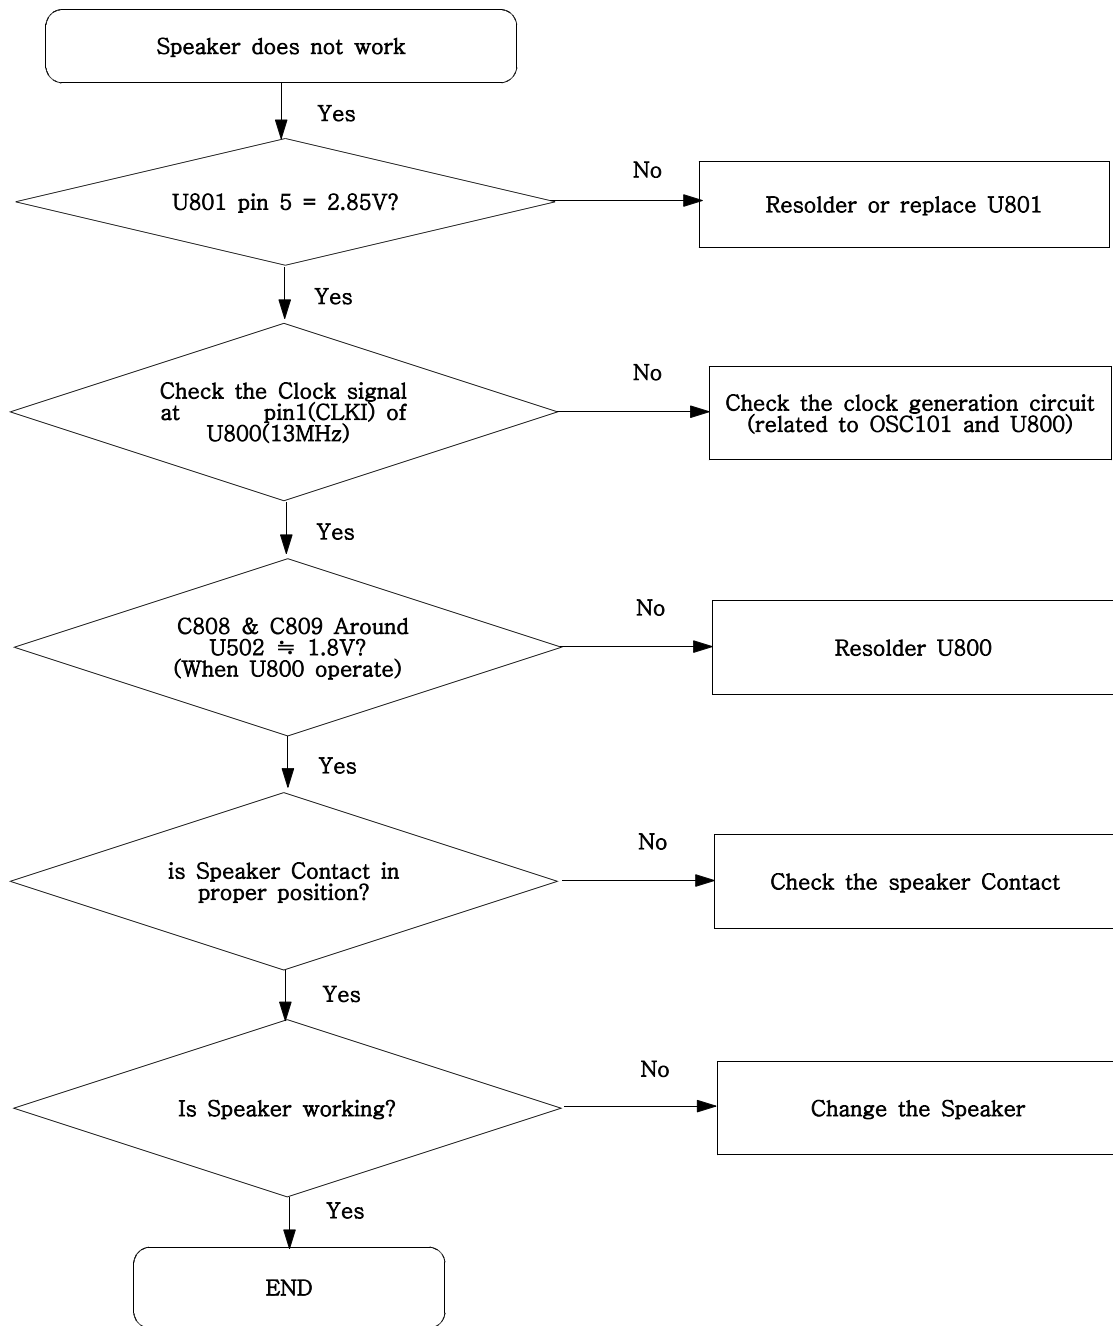 Speaker does not work
Yes
U801 pin 5 = 2.85V?
No
Resolder or replace U801
Yes
Check the Clock signal
at pin1(CLKI) of
U800(13MHz)
No
Check the clock generation circuit
(related to OSC101 and U800)
Yes
C808 & C809 Around
U502 ≒ 1.8V?
(When U800 operate)
No
Resolder U800
Yes
is Speaker Contact in
proper position?
No
Check the speaker Contact
Yes
Is Speaker working?
No
Change the Speaker
Yes
END